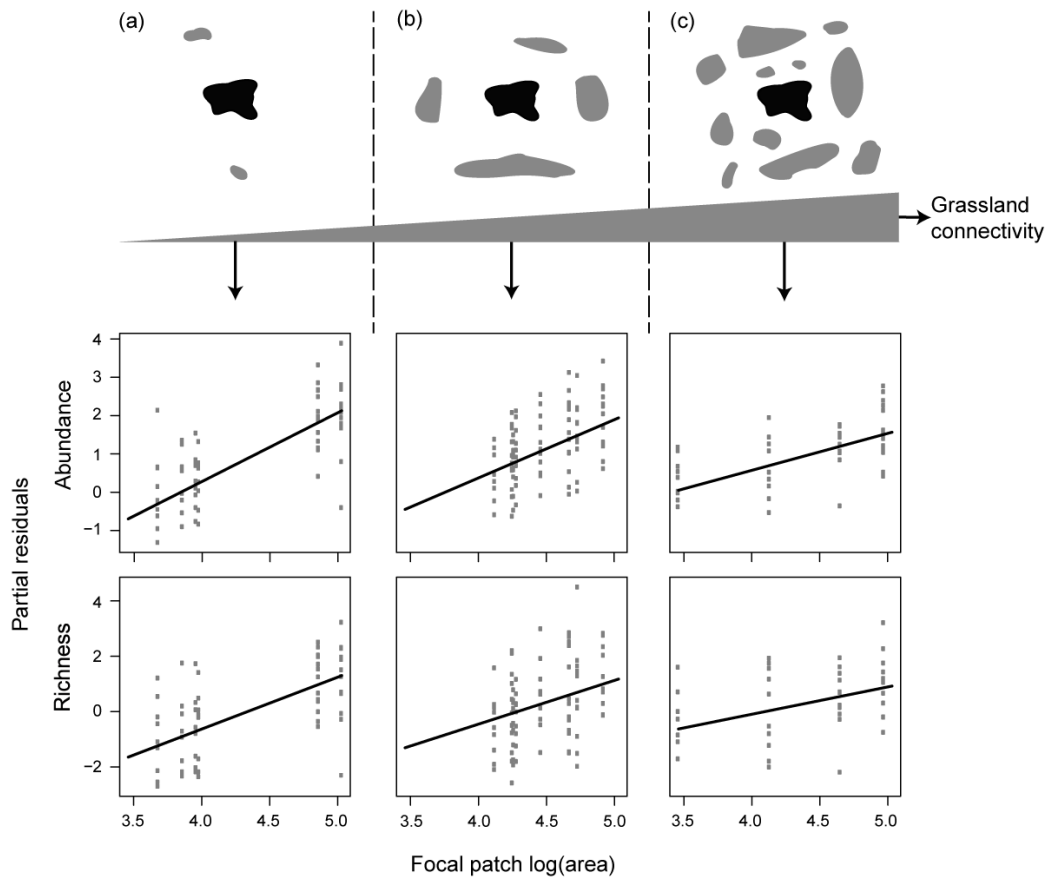 (a)
(b)
(c)
Grassland
connectivity
Partial residuals
Abundance
4
3
2
1
0
−1
Richness
4
2
0
−2
3.5 4.0 4.5 5.0
3.5 4.0 4.5 5.0
3.5 4.0 4.5 5.0
Focal patch log(area)